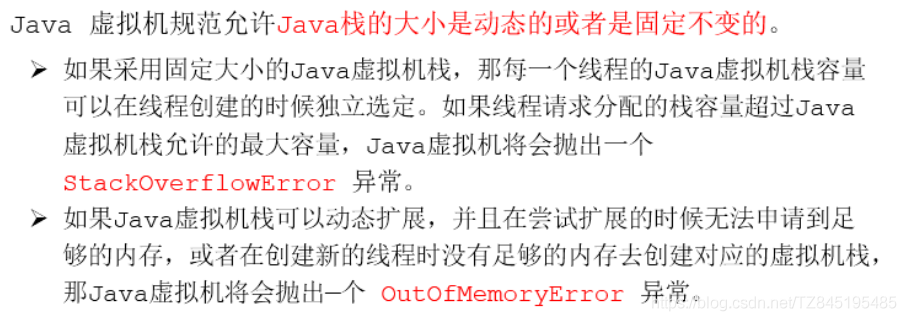 Java 虚拟机规范允许Java栈的大小是动态的或者是固定不变的。
➢ 如果采用固定大小的Java虚拟机栈，那每一个线程的Java虚拟机栈容量
可以在线程创建的时候独立选定。如果线程请求分配的栈容量超过Java
虚拟机栈允许的最大容量，Java虚拟机将会抛出一个
StackOverflowError 异常。
➢ 如果Java虚拟机栈可以动态扩展，并且在尝试扩展的时候无法申请到足
够的内存，或者在创建新的线程时没有足够的内存去创建对应的虚拟机栈，
那Java虚拟机将会抛出一个 OutOfMemoryError 异常。
https://blog.csdn.net/TZ845195485